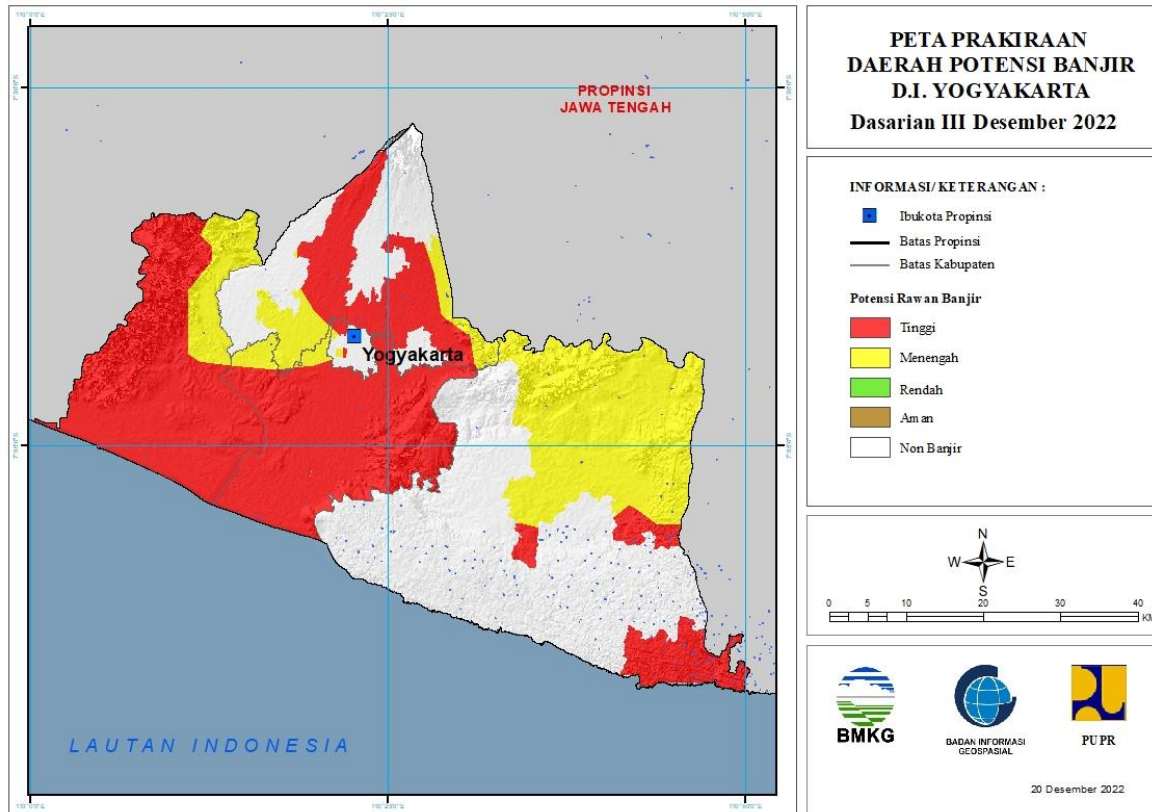 PETA PRAKIRAAN
DAERAH POTENSI BANJIR
D.I. YOGYAKARTA
Dasarian III Desember 2022
PROPINSI
JAWA TENGAH
Yogyakarta
LAUTAN INDONESIA
INFORMASI/ KETERANGAN :
Ibukota Propinsi
Batas Propinsi
Batas Kabupaten
Potensi Rawan Banjir
Tinggi
Menengah
Rendah
Aman
Non Banjir
N
W E
S
0 5 10 20 30 40
KM
BMKG
BADAN INFORMASI
GEOSPASIAL
PUPR
20 Desember 2022